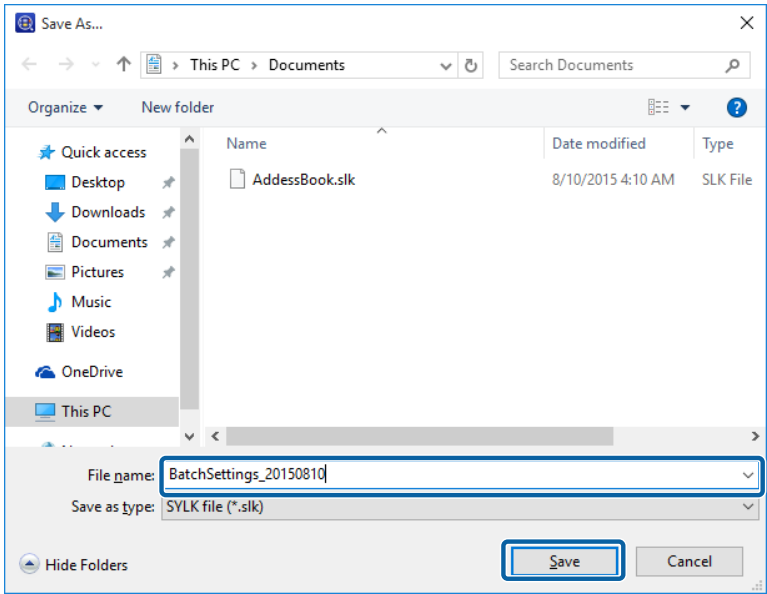 Save As...
This PC > Documents
Search Documents
Organize
New folder
?
Name
Date modified
Type
Quick access
AddessBook.slk
8/10/2015 4:10 AM
SLK File
Desktop
Downloads
Documents
Pictures
Music
Videos
OneDrive
This PC
File name:
BatchSettings_20150810
Save as type:
SYLK file (*.slk)
Hide Folders
Save
Cancel